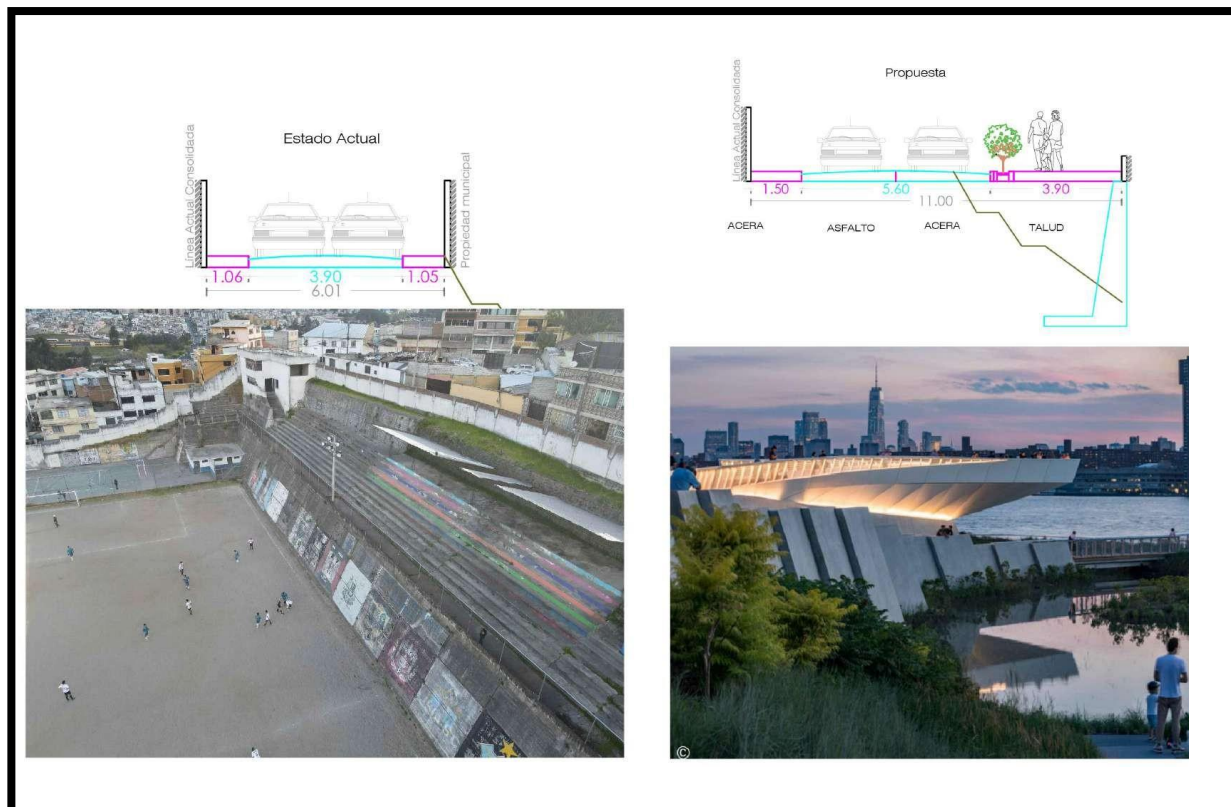 Estado Actual
Línea Actual Consolidada
Propiedad municipal
1.06
3.90
1.05
6.01
Propuesta
Línea Actual Consolidada
1.50
5.60
3.90
11.00
ACERA
ASFALTO
ACERA
TALUD
©